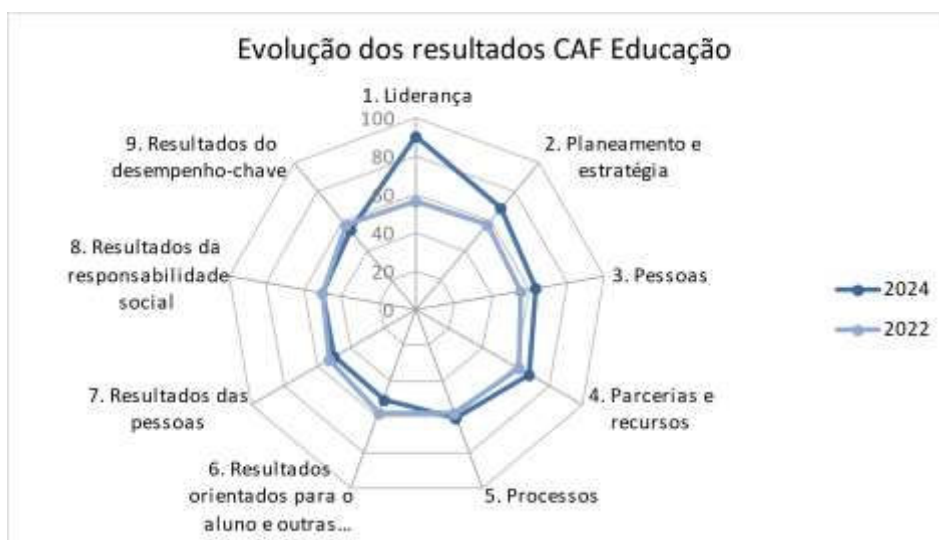 Evolução dos resultados CAF Educação
1. Liderança
2. Planeamento e
estratégia
3. Pessoas
4. Parcerias e
recursos
5. Processos
6. Resultados
orientados para o
aluno e outras...
7. Resultados das
pessoas
8. Resultados da
responsabilidade
social
9. Resultados do
desempenho-chave
100
80
60
40
20
0
2024
2022